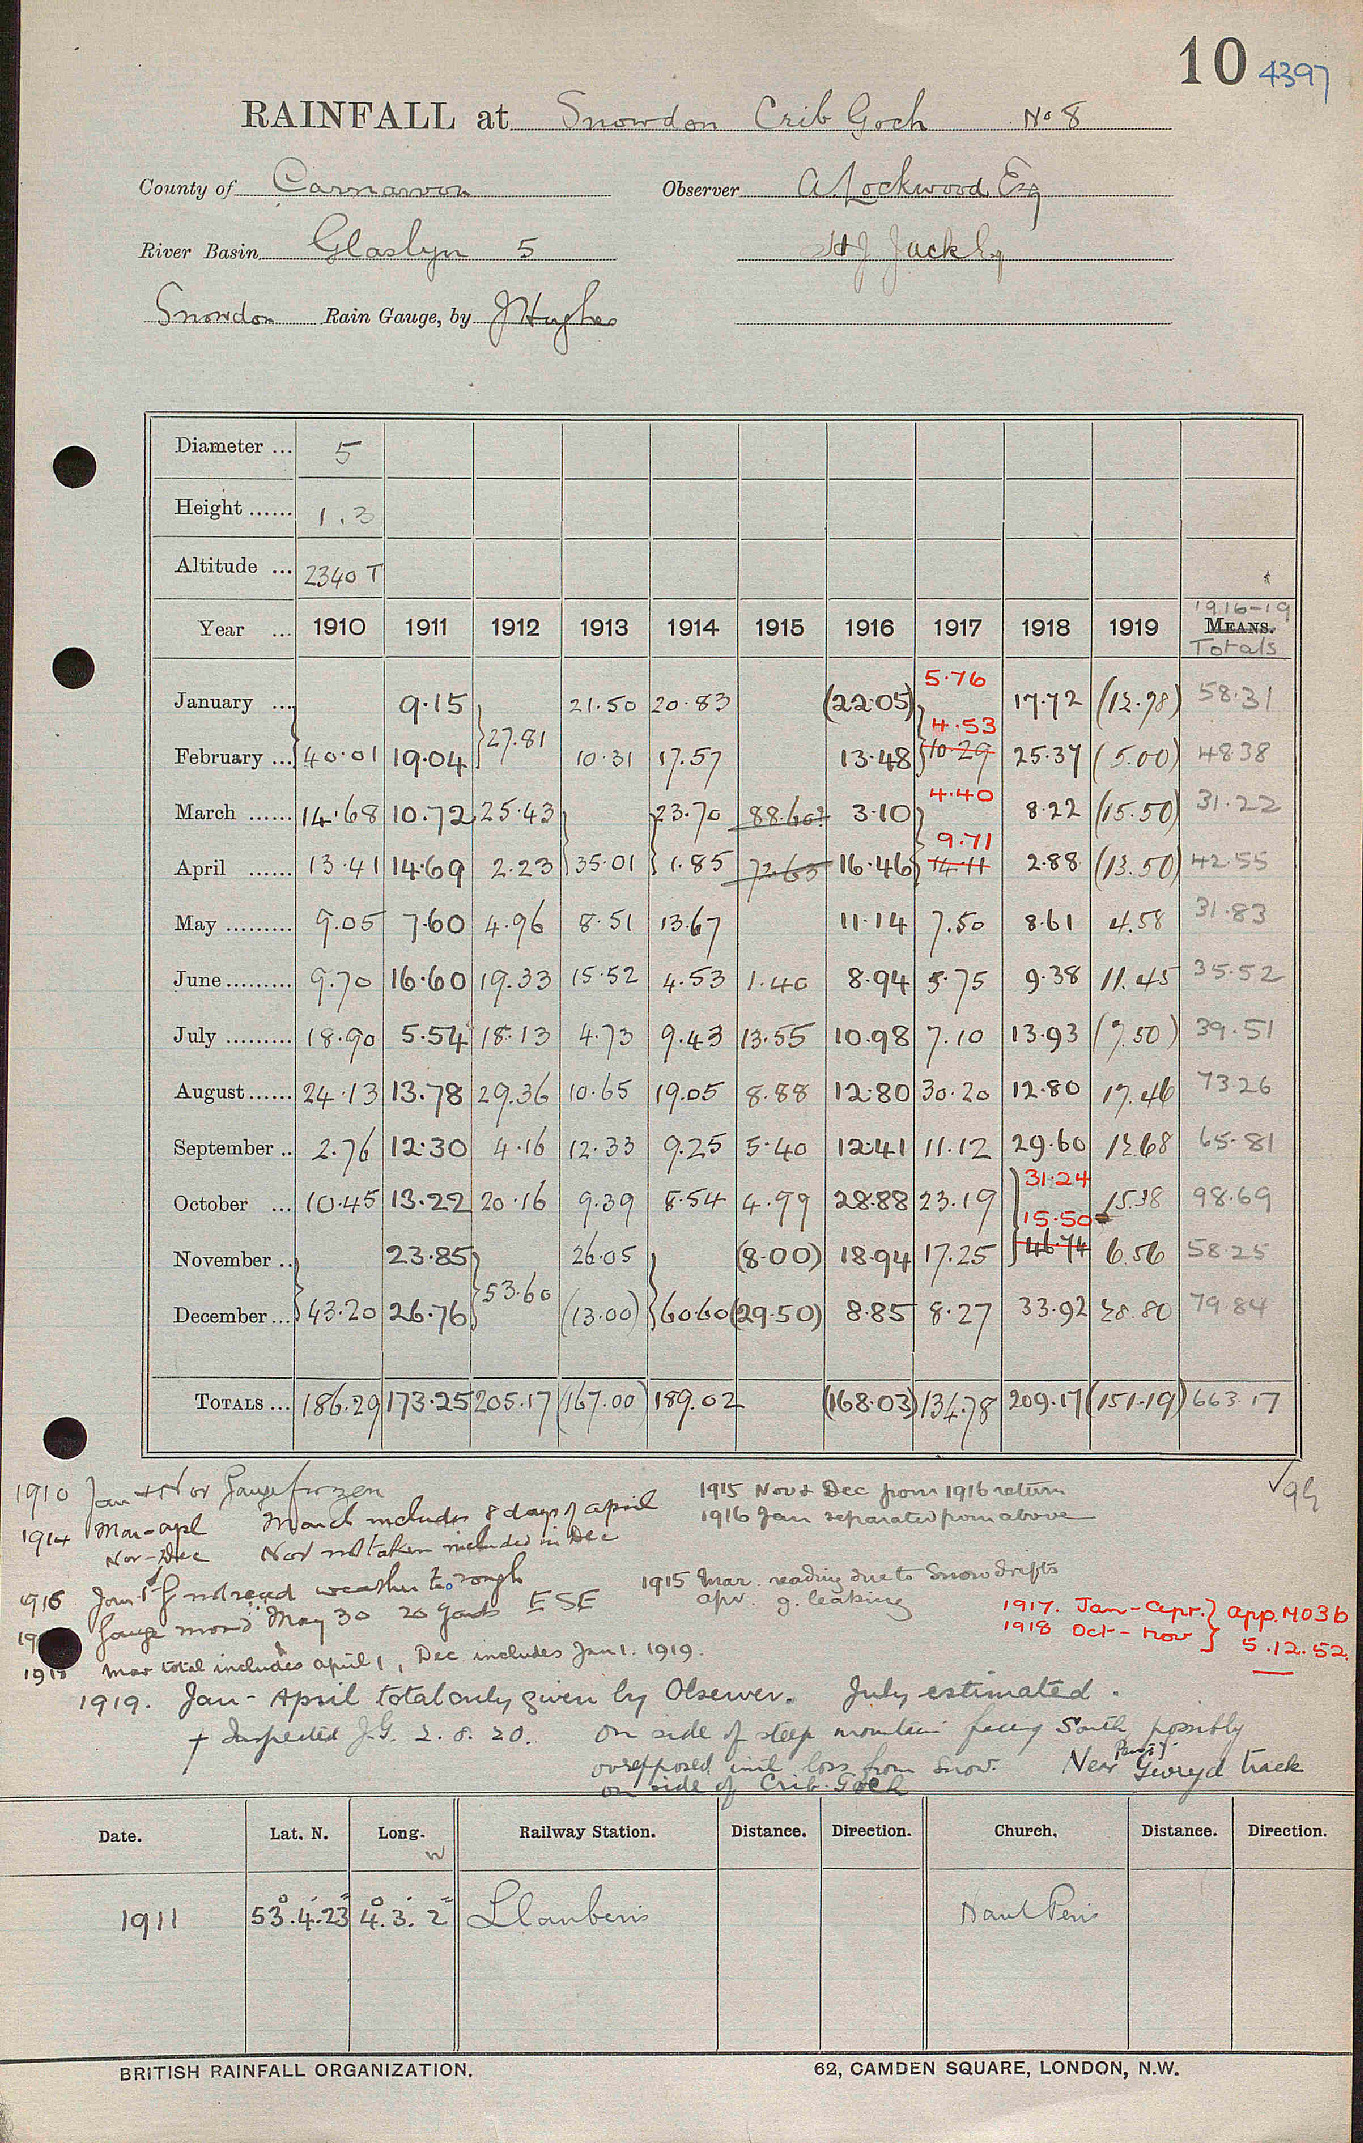 10 4397
RAINFALL at Snowdon Crib Goch No 8
County of Carnarvon Observer A Lockwood Esq
River Basin Glaslyn 5 H J Jack Esq
Snowdon Rain Gauge, by J Hughes
Diameter ... 5
Height ...... 1.3
Altitude ... 2340 T
1916-19
Year ... 1910 1911 1912 1913 1914 1915 1916 1917 1918 1919 MEANS.
Totals
January ... 9.15 21.50 20.83 (22.05) 5.76 17.72 (12.78) 58.31
27.81 4.53
February ... 40.01 19.04 10.31 17.57 13.48 10.29 25.37 (5.00) 48.38
March ...... 14.68 10.72 25.43 23.70 88.60? 3.10 4.40 8.22 (15.50) 31.22
9.71
April ...... 13.41 14.69 2.23 35.01 1.85 72.63 16.46 14.11 2.88 (13.50) 42.55
May ......... 9.05 7.60 4.96 8.51 13.67 11.14 7.50 8.61 4.58 31.83
June ......... 9.70 16.60 19.33 15.52 4.53 1.40 8.94 5.75 9.38 11.45 35.52
July ......... 18.90 5.54 18.13 4.73 9.43 13.55 10.98 7.10 13.93 (7.50) 39.51
August ...... 24.13 13.78 29.36 10.65 19.05 8.88 12.80 30.20 12.80 17.46 73.26
September .. 2.76 12.30 4.16 12.33 9.25 5.40 12.41 11.12 29.60 12.68 65.81
31.24
October ... 10.45 13.22 20.16 9.39 8.54 4.99 28.88 23.19 15.50 15.38 98.69
November .. 23.85 26.05 (8.00) 18.94 17.25 46.74 6.56 58.25
53.60
December ... 43.20 26.76 (13.00) 60.60 (29.50) 8.85 8.27 33.92 28.80 79.84
TOTALS ... 186.29 173.25 205.17 (167.00) 189.02 (168.03) 134.78 209.17 (151.19) 663.17
1910 Jan + Nov Gauge frozen
1914 Mar-apl March includes 8 days of april
Nov-Dec Nov not taken included in Dec
1915 Nov & Dec from 1916 return
1916 Jan separated from above
1916 Jan 1st G not read weather too rough
Gauge moved May 30 20 yards ESE
1915 Mar. reading due to Snow drifts
apr. g. leaking
1917. Jan-Apr. } app. M03b
1918 Oct-Nov } 5.12.52.
1918 Mar total includes april 1, Dec includes Jan 1. 1919.
1919. Jan - April total only given by Observer. July estimated.
† Inspected J.G. 2.8.20. On side of steep mountain facing South, possibly
overexposed until loss from snow. Near Pen-y-Gwryd track
on side of Crib Goch
Date. Lat. N. Long. W Railway Station. Distance. Direction. Church. Distance. Direction.
1911 53°.4'.23" 4°.3'.2" Llanberis Nant Peris
BRITISH RAINFALL ORGANIZATION. 62, CAMDEN SQUARE, LONDON, N.W.